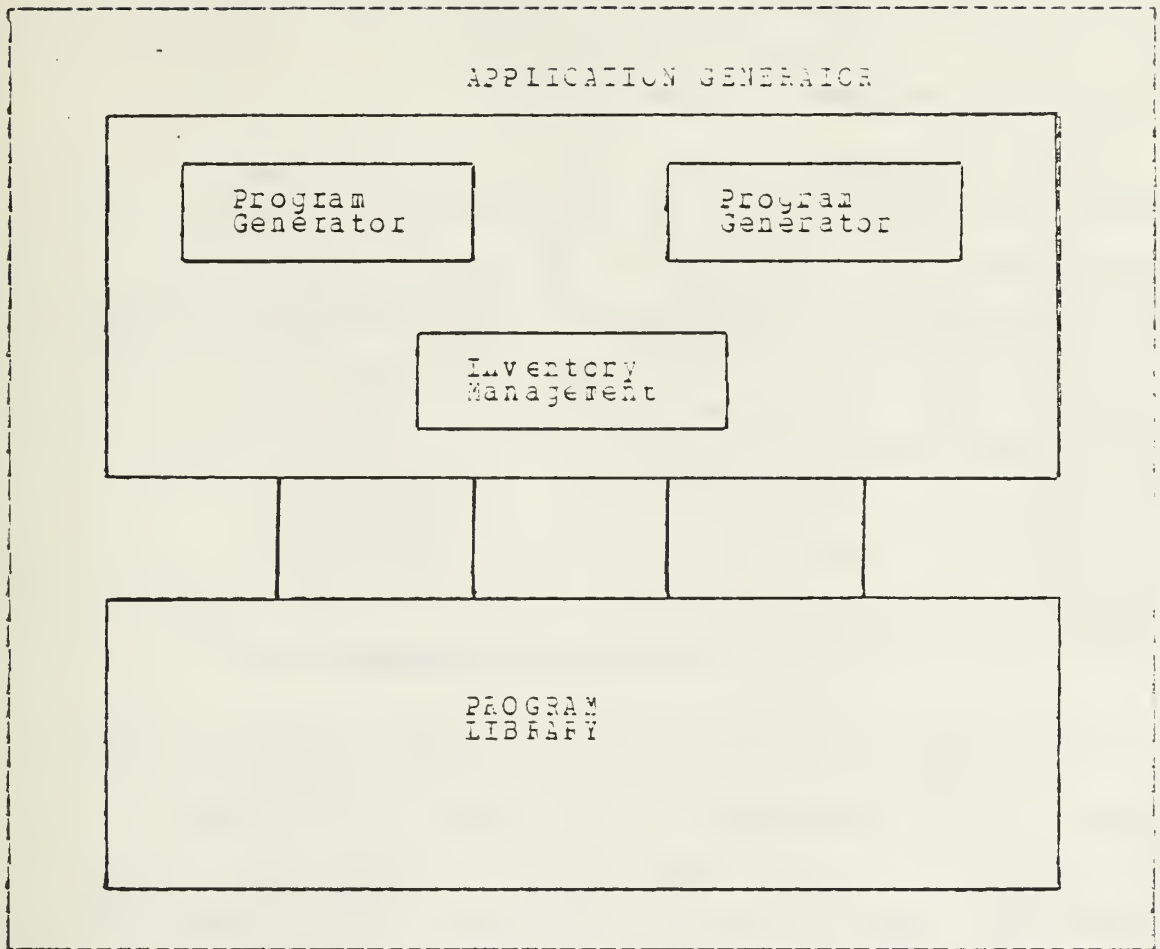 APPLICATION GENERATOR
Program
Generator
Program
Generator
Inventory
Management
PROGRAM
LIBRARY